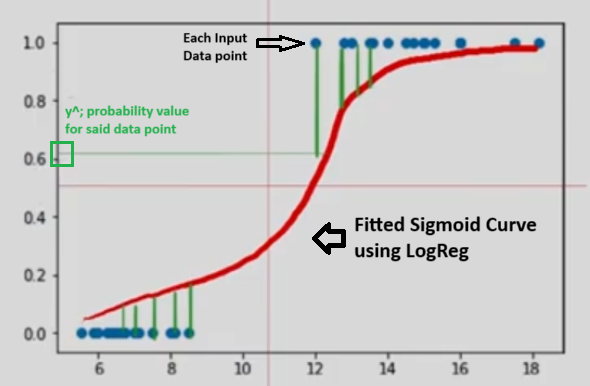 1.0
Each Input
Data point
0.8
y^; probability value
for said data point
0.6
0.4
Fitted Sigmoid Curve
using LogReg
0.2
0.0
6 8 10 12 14 16 18